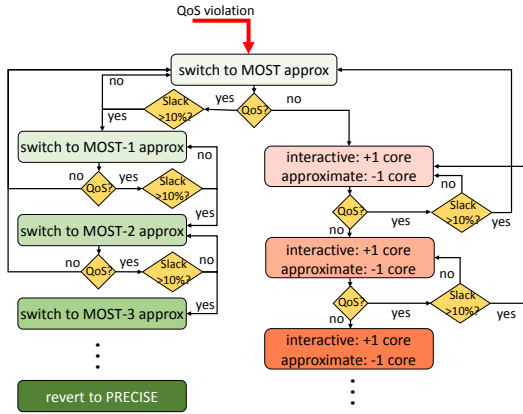 QoS violation
switch to MOST approx
no
Slack
>10%?
yes
QoS?
no
yes
switch to MOST-1 approx
no
QoS?
yes
Slack
>10%?
no
yes
switch to MOST-2 approx
no
QoS?
yes
Slack
>10%?
no
yes
switch to MOST-3 approx
revert to PRECISE
interactive: +1 core
approximate: -1 core
no
QoS?
yes
Slack
>10%?
no
yes
interactive: +1 core
approximate: -1 core
no
QoS?
yes
Slack
>10%?
no
yes
interactive: +1 core
approximate: -1 core